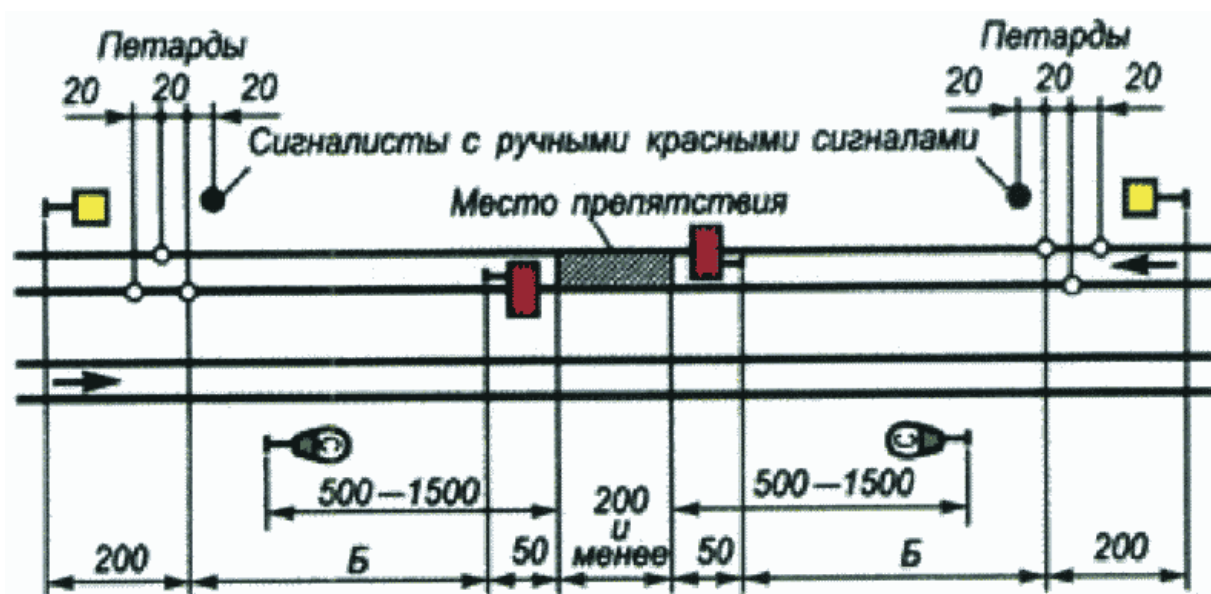 Петарды
Петарды
20 20 20
20 20 20
Сигналисты с ручными красными сигналами
Место препятствия
С
С
500—1500
200
и
менее
500—1500
200
Б
50
50
Б
200